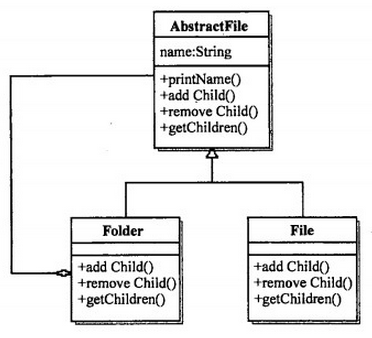 AbstractFile
name:String
+printName()
+add Child()
+remove Child()
+getChildren()
Folder
+add Child()
+remove Child()
+getChildren()
File
+add Child()
+remove Child()
+getChildren()